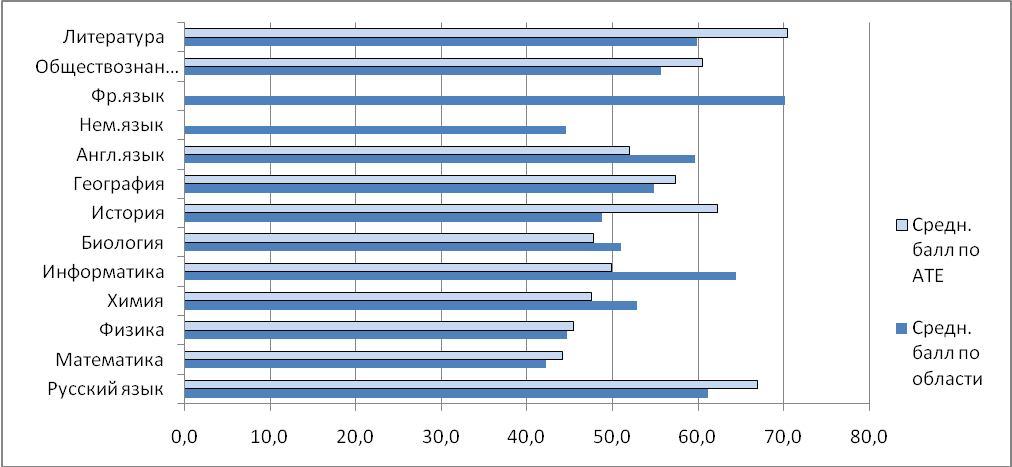 Литература
Обществознан...
Фр.язык
Нем.язык
Англ.язык
География
История
Биология
Информатика
Химия
Физика
Математика
Русский язык
0,0 10,0 20,0 30,0 40,0 50,0 60,0 70,0 80,0
Средн.
балл по
АТЕ
Средн.
балл по
области